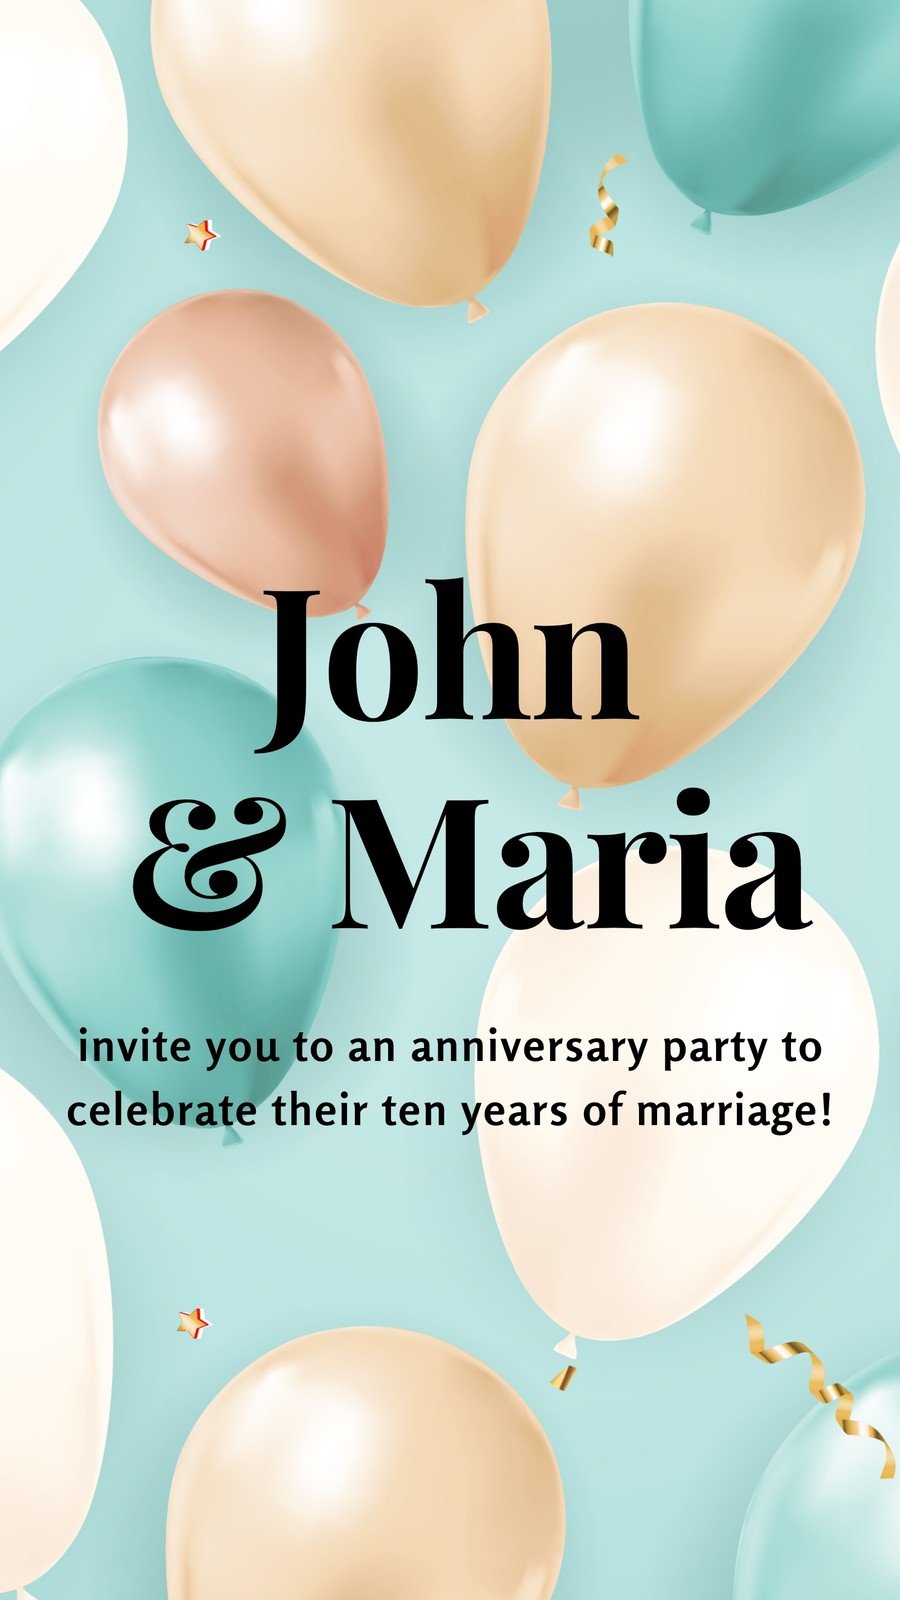 John
& Maria
invite you to an anniversary party to
celebrate their ten years of marriage!